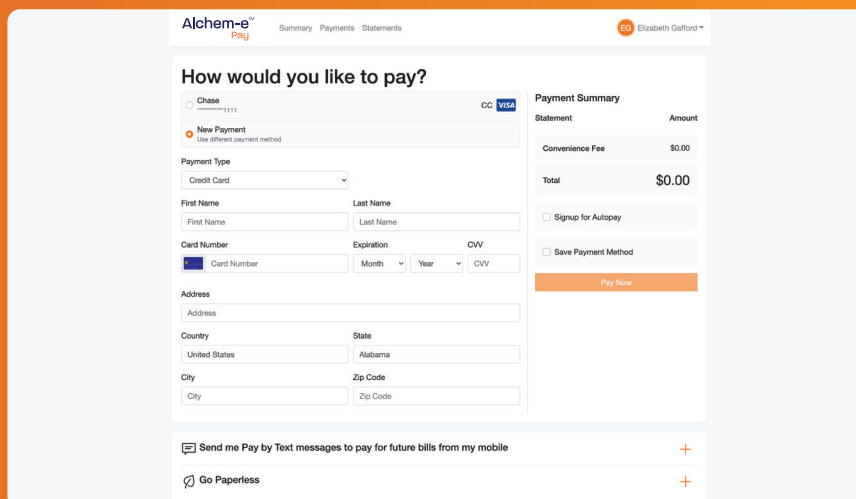 Alchem-e™
Pay
Summary Payments Statements
EG Elizabeth Gafford
How would you like to pay?
Chase
************1111
CC VISA
New Payment
Use different payment method
Payment Type
Credit Card
First Name Last Name
First Name Last Name
Card Number Expiration CVV
Card Number Month Year CVV
Address
Address
Country State
United States Alabama
City Zip Code
City Zip Code
Payment Summary
Statement Amount
Convenience Fee $0.00
Total $0.00
Signup for Autopay
Save Payment Method
Pay Now
Send me Pay by Text messages to pay for future bills from my mobile
Go Paperless